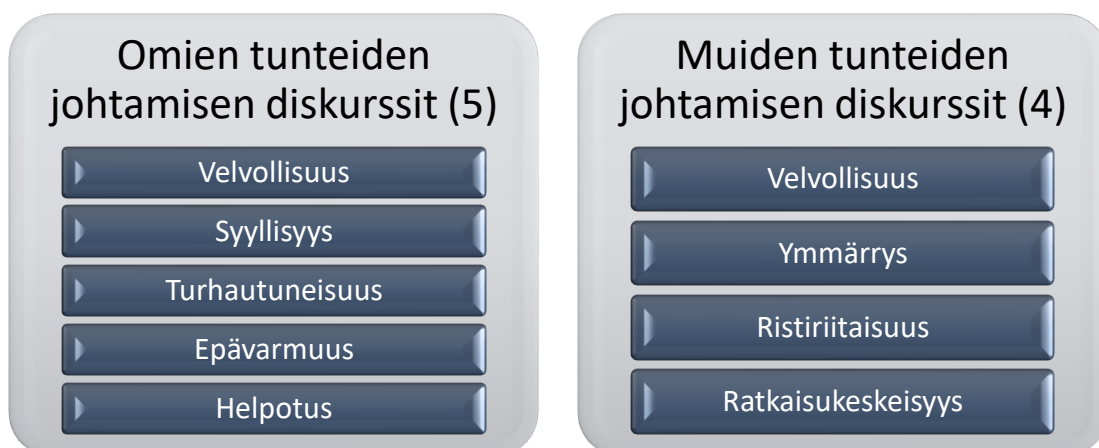 Omien tunteiden
johtamisen diskurssit (5)
Velvollisuus
Syyllisyys
Turhautuneisuus
Epävarmuus
Helpotus
Muiden tunteiden
johtamisen diskurssit (4)
Velvollisuus
Ymmärrys
Ristiriitaisuus
Ratkaisukeskeisyys